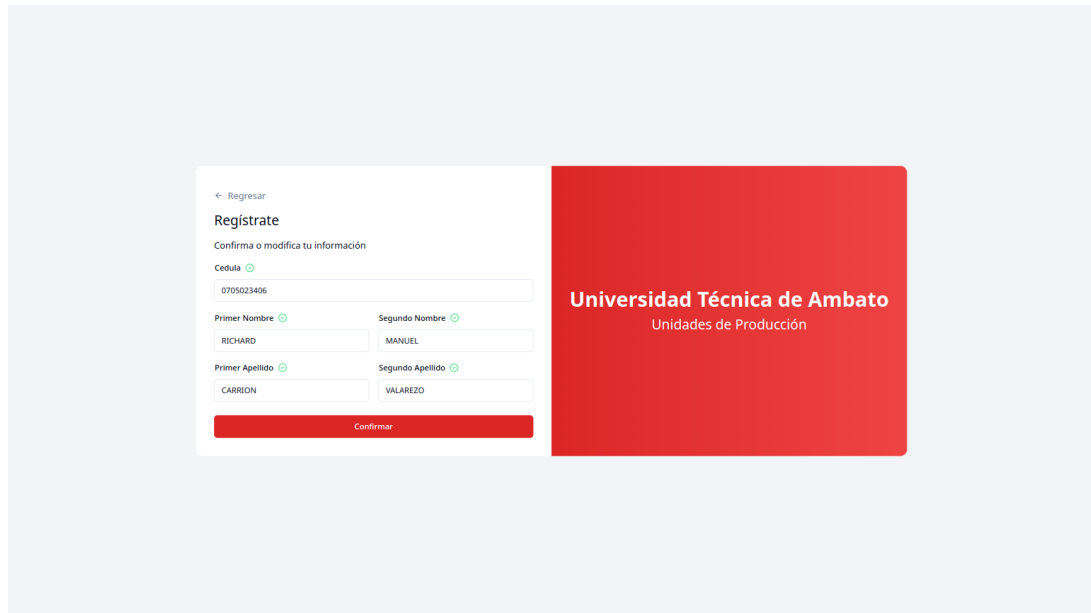 Regresar
Regístrate
Confirma o modifica tu información
Cedula
0705023406
Primer Nombre
Segundo Nombre
RICHARD
MANUEL
Primer Apellido
Segundo Apellido
CARRION
VALAREZO
Confirmar
Universidad Técnica de Ambato
Unidades de Producción